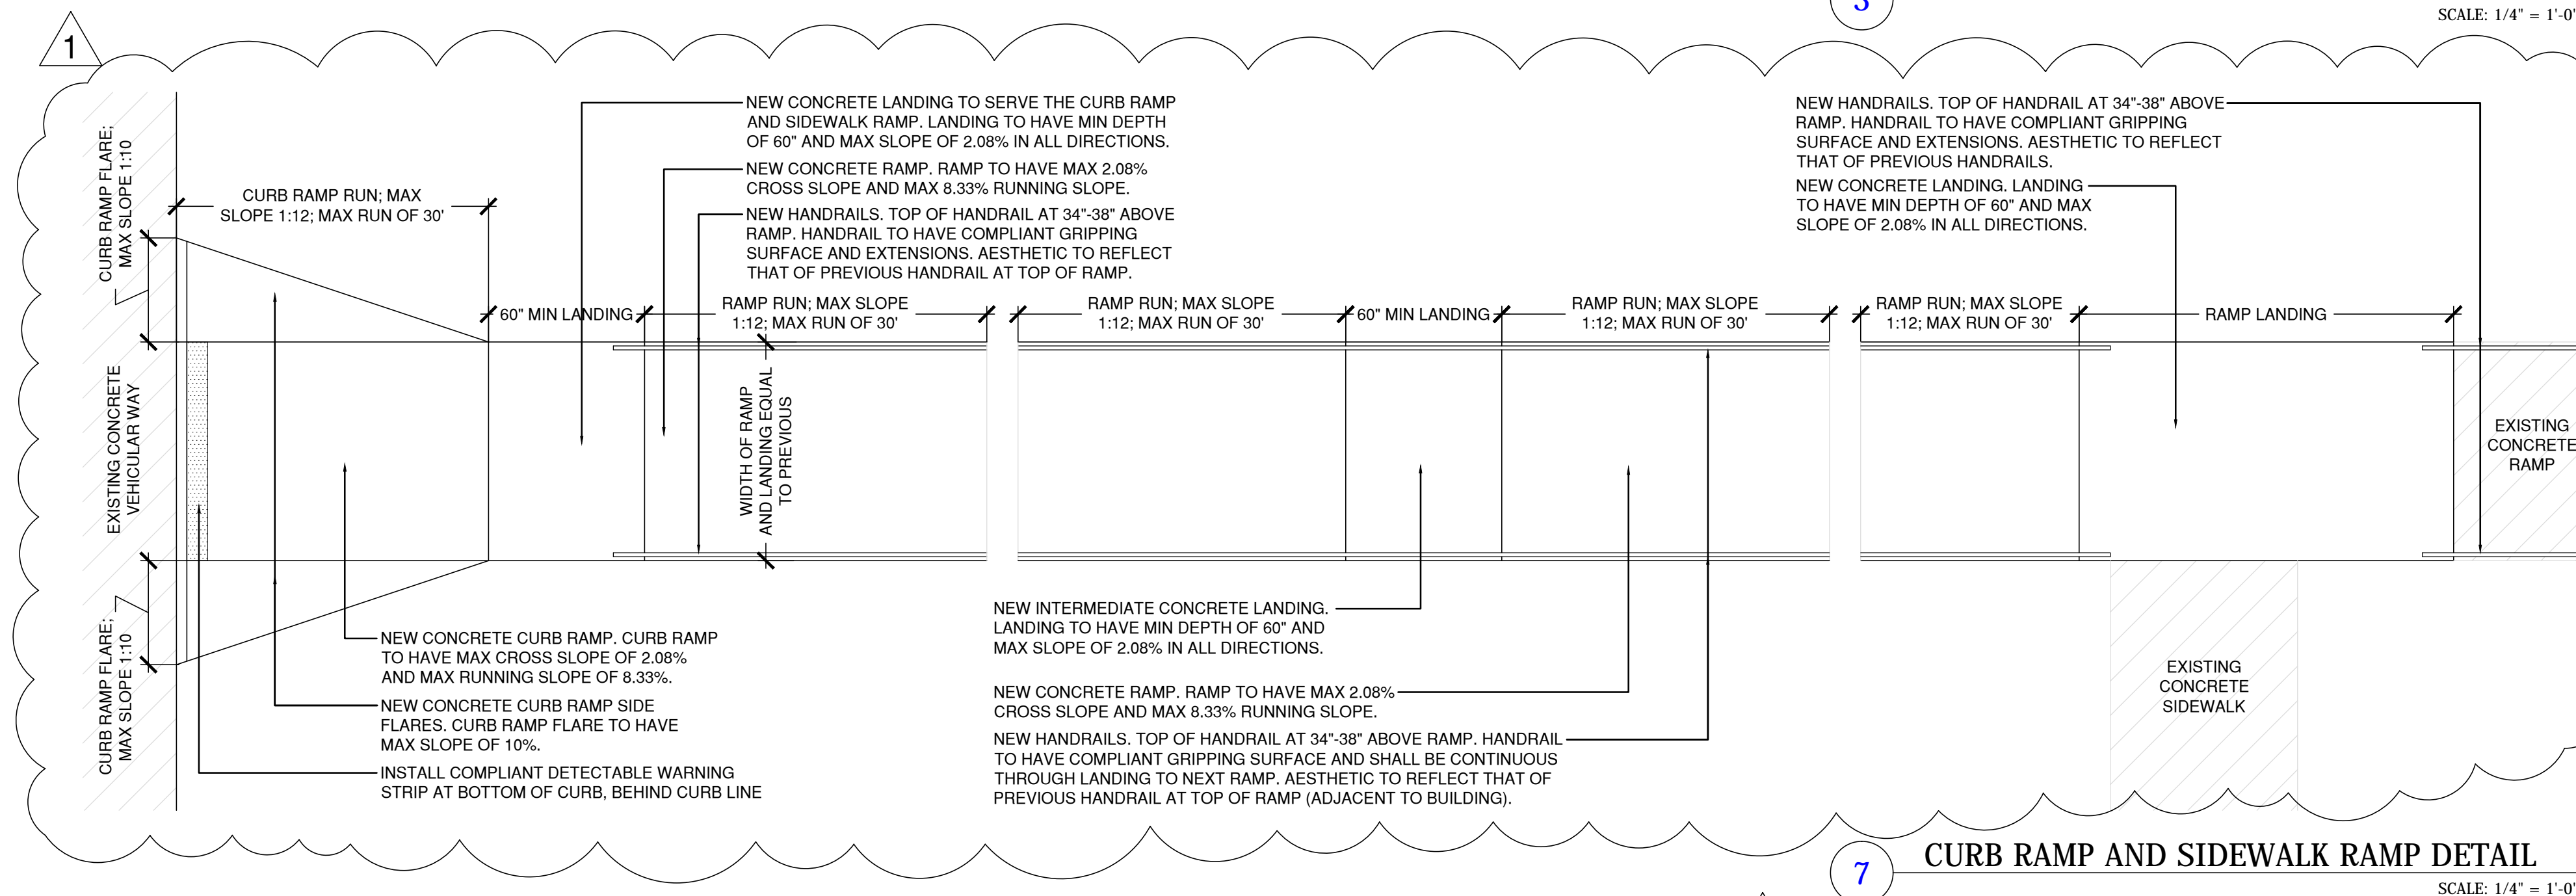 3
SCALE: 1/4" = 1'-0"
1
NEW CONCRETE LANDING TO SERVE THE CURB RAMP
AND SIDEWALK RAMP. LANDING TO HAVE MIN DEPTH
OF 60" AND MAX SLOPE OF 2.08% IN ALL DIRECTIONS.
NEW CONCRETE RAMP. RAMP TO HAVE MAX 2.08%
CROSS SLOPE AND MAX 8.33% RUNNING SLOPE.
NEW HANDRAILS. TOP OF HANDRAIL AT 34"-38" ABOVE
RAMP. HANDRAIL TO HAVE COMPLIANT GRIPPING
SURFACE AND EXTENSIONS. AESTHETIC TO REFLECT
THAT OF PREVIOUS HANDRAIL AT TOP OF RAMP.
NEW HANDRAILS. TOP OF HANDRAIL AT 34"-38" ABOVE
RAMP. HANDRAIL TO HAVE COMPLIANT GRIPPING
SURFACE AND EXTENSIONS. AESTHETIC TO REFLECT
THAT OF PREVIOUS HANDRAILS.
NEW CONCRETE LANDING. LANDING
TO HAVE MIN DEPTH OF 60" AND MAX
SLOPE OF 2.08% IN ALL DIRECTIONS.
CURB RAMP FLARE;
MAX SLOPE 1:10
CURB RAMP RUN; MAX
SLOPE 1:12; MAX RUN OF 30'
60" MIN LANDING
RAMP RUN; MAX SLOPE
1:12; MAX RUN OF 30'
RAMP RUN; MAX SLOPE
1:12; MAX RUN OF 30'
60" MIN LANDING
RAMP RUN; MAX SLOPE
1:12; MAX RUN OF 30'
RAMP RUN; MAX SLOPE
1:12; MAX RUN OF 30'
RAMP LANDING
EXISTING CONCRETE
VEHICULAR WAY
WIDTH OF RAMP
AND LANDING EQUAL
TO PREVIOUS
EXISTING
CONCRETE
RAMP
CURB RAMP FLARE;
MAX SLOPE 1:10
NEW CONCRETE CURB RAMP. CURB RAMP
TO HAVE MAX CROSS SLOPE OF 2.08%
AND MAX RUNNING SLOPE OF 8.33%.
NEW CONCRETE CURB RAMP SIDE
FLARES. CURB RAMP FLARE TO HAVE
MAX SLOPE OF 10%.
INSTALL COMPLIANT DETECTABLE WARNING
STRIP AT BOTTOM OF CURB, BEHIND CURB LINE
NEW INTERMEDIATE CONCRETE LANDING.
LANDING TO HAVE MIN DEPTH OF 60" AND
MAX SLOPE OF 2.08% IN ALL DIRECTIONS.
NEW CONCRETE RAMP. RAMP TO HAVE MAX 2.08%
CROSS SLOPE AND MAX 8.33% RUNNING SLOPE.
NEW HANDRAILS. TOP OF HANDRAIL AT 34"-38" ABOVE RAMP. HANDRAIL
TO HAVE COMPLIANT GRIPPING SURFACE AND SHALL BE CONTINUOUS
THROUGH LANDING TO NEXT RAMP. AESTHETIC TO REFLECT THAT OF
PREVIOUS HANDRAIL AT TOP OF RAMP (ADJACENT TO BUILDING).
EXISTING
CONCRETE
SIDEWALK
7
CURB RAMP AND SIDEWALK RAMP DETAIL
SCALE: 1/4" = 1'-0"